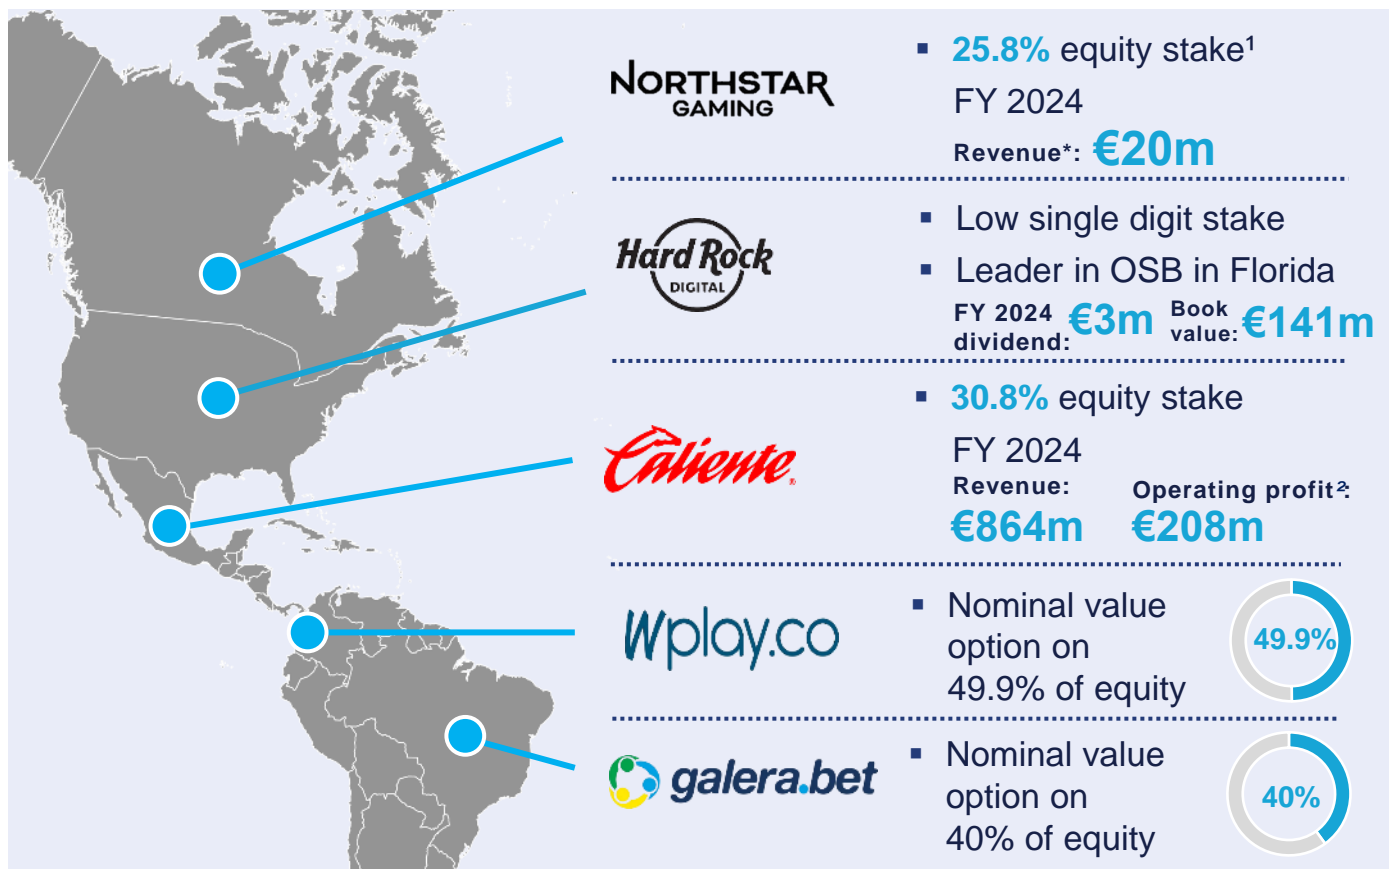 NORTHSTAR
GAMING
▪ 25.8% equity stake¹
FY 2024
Revenue*: €20m
Hard Rock
DIGITAL
▪ Low single digit stake
▪ Leader in OSB in Florida
FY 2024 dividend: €3m Book value: €141m
Caliente®
▪ 30.8% equity stake
FY 2024
Revenue: Operating profit²:
€864m €208m
Wplay.co
▪ Nominal value
option on
49.9% of equity
49.9%
galera.bet
▪ Nominal value
option on
40% of equity
40%